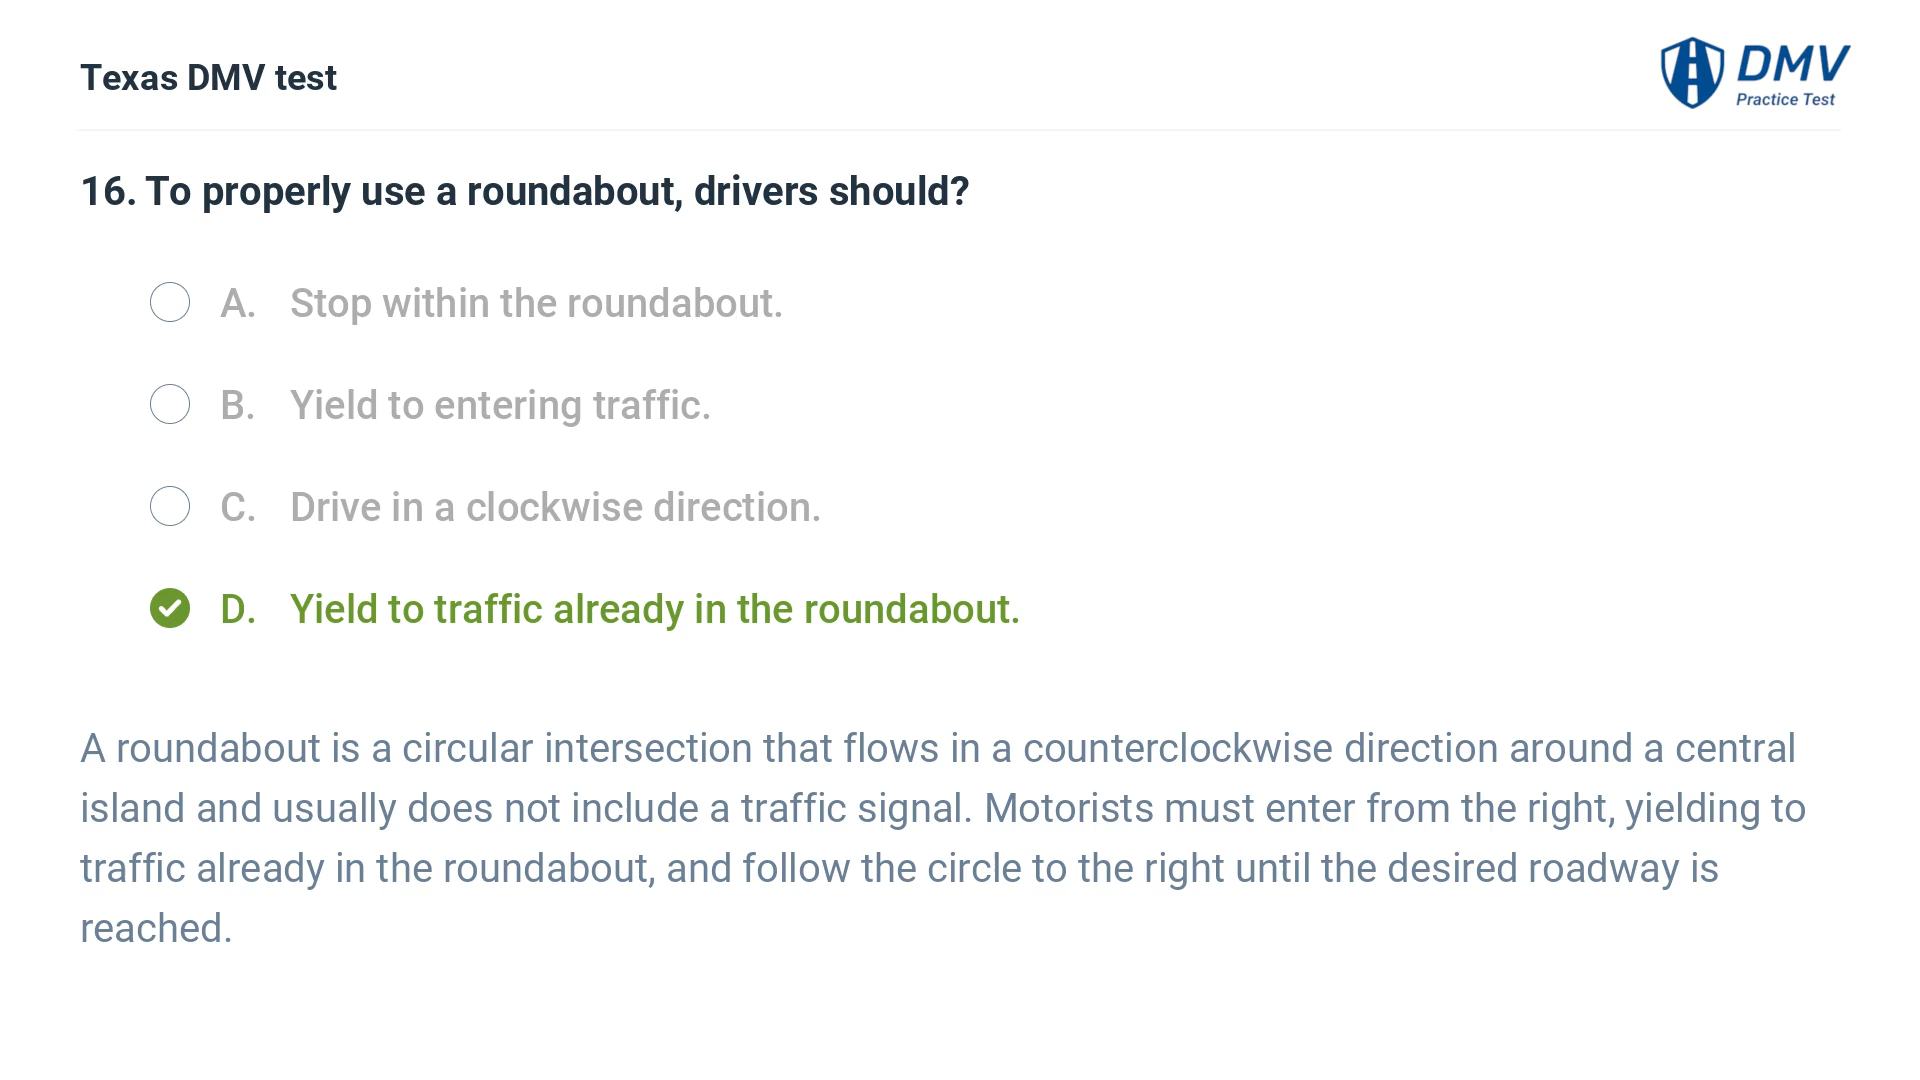 Texas DMV test
DMV
Practice Test
16. To properly use a roundabout, drivers should?
A. Stop within the roundabout.
B. Yield to entering traffic.
C. Drive in a clockwise direction.
D. Yield to traffic already in the roundabout.
A roundabout is a circular intersection that flows in a counterclockwise direction around a central
island and usually does not include a traffic signal. Motorists must enter from the right, yielding to
traffic already in the roundabout, and follow the circle to the right until the desired roadway is
reached.